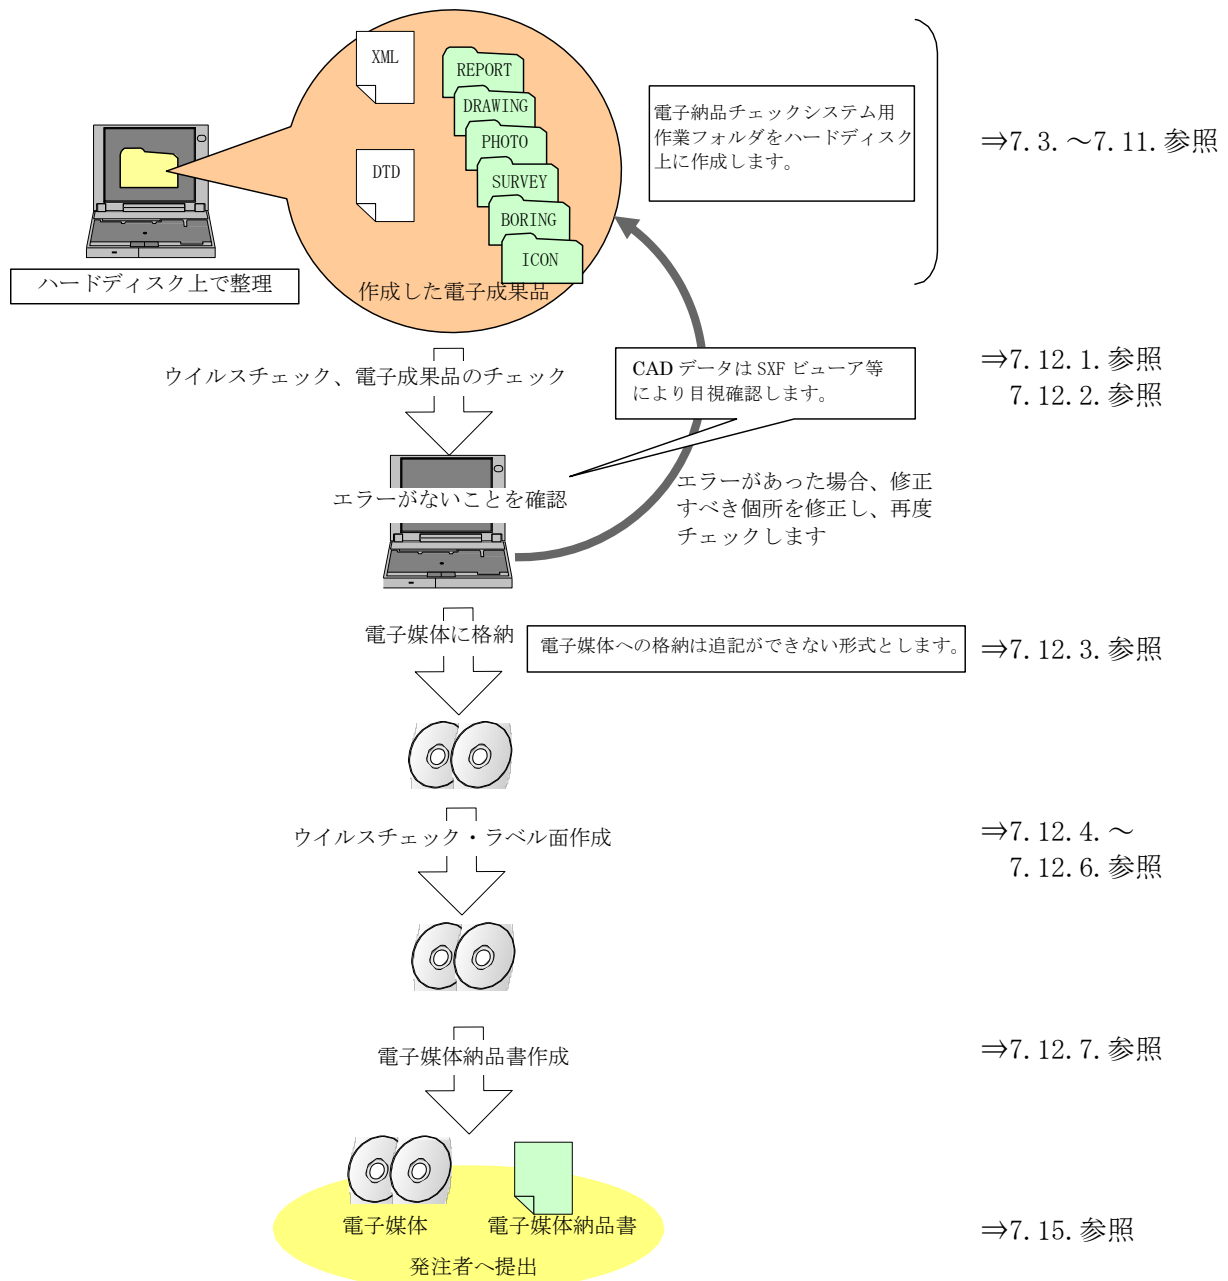 XML
REPORT
DRAWING
PHOTO
DTD
SURVEY
BORING
ICON
作成した電子成果品
ハードディスク上で整理
電子納品チェックシステム用
作業フォルダをハードディスク
上に作成します。
⇒7.3.～7.11.参照
ウイルスチェック、電子成果品のチェック
CADデータは SXF ビューア等
により目視確認します。
⇒7.12.1.参照
7.12.2.参照
エラーがないことを確認
エラーがあった場合、修正
すべき個所を修正し、再度
チェックします
電子媒体に格納
電子媒体への格納は追記ができない形式とします。
⇒7.12.3.参照
ウイルスチェック・ラベル面作成
⇒7.12.4.～
7.12.6.参照
電子媒体納品書作成
⇒7.12.7.参照
電子媒体
電子媒体納品書
発注者へ提出
⇒7.15.参照